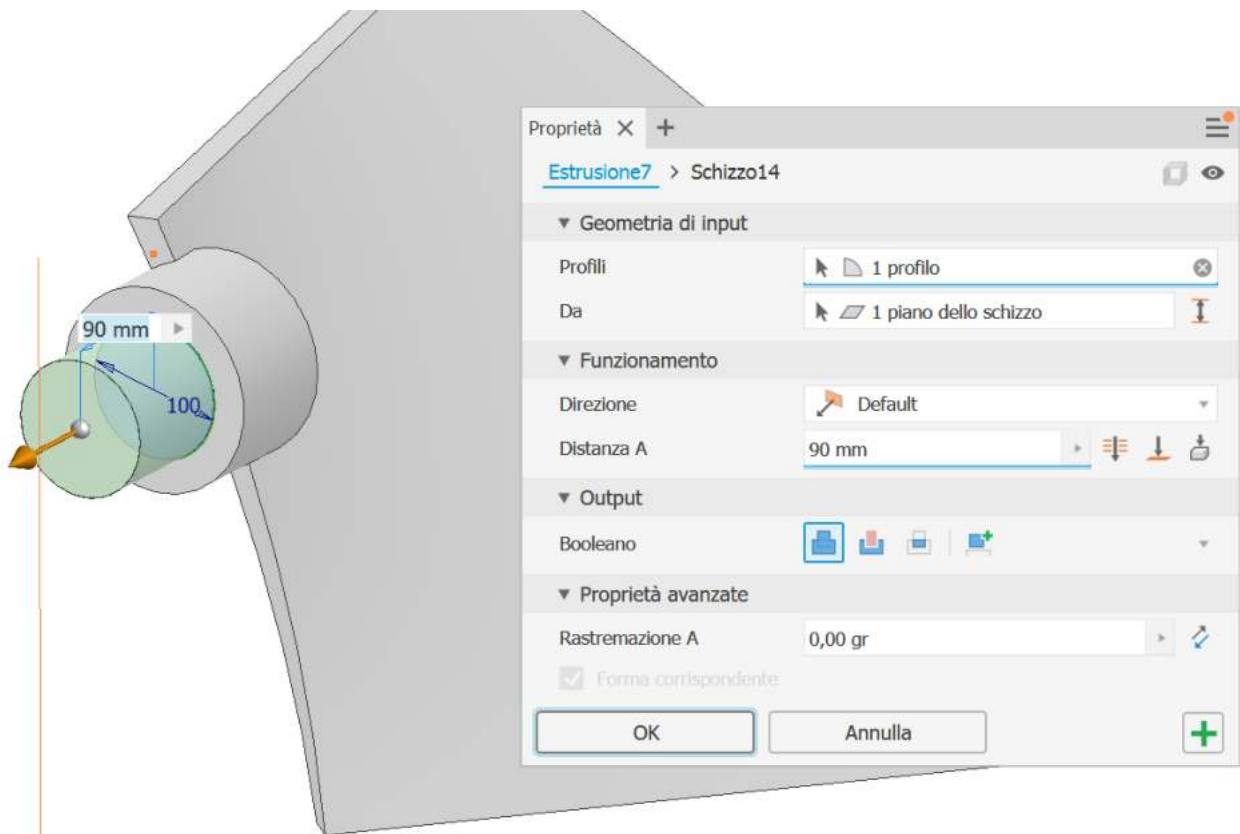 Proprietà
Estrusione7 > Schizzo14
Geometria di input
Profili 1 profilo
Da 1 piano dello schizzo
90 mm
Funzionamento
100
Direzione Default
Distanza A 90 mm
Output
Booleano
Proprietà avanzate
Rastremazione A 0,00 gr
Forma corrispondente
OK Annulla